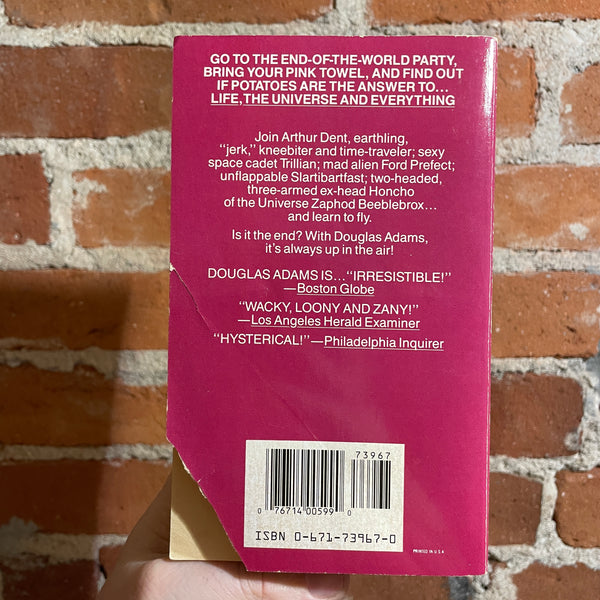 GO TO THE END-OF-THE-WORLD PARTY,
BRING YOUR PINK TOWEL, AND FIND OUT
IF POTATOES ARE THE ANSWER TO...
LIFE, THE UNIVERSE AND EVERYTHING
Join Arthur Dent, earthling,
"jerk," kneebiter and time-traveler; sexy
space cadet Trillian; mad alien Ford Prefect;
unflappable Slartibartfast; two-headed,
three-armed ex-head Honcho
of the Universe Zaphod Beeblebrox...
and learn to fly.
Is it the end? With Douglas Adams,
it's always up in the air!
DOUGLAS ADAMS IS..."IRRESISTIBLE!"
—Boston Globe
"WACKY, LOONY AND ZANY!"
—Los Angeles Herald Examiner
"HYSTERICAL!"—Philadelphia Inquirer
73967
0 76714 00599 0
ISBN 0-671-73967-0
PRINTED IN U.S.A.